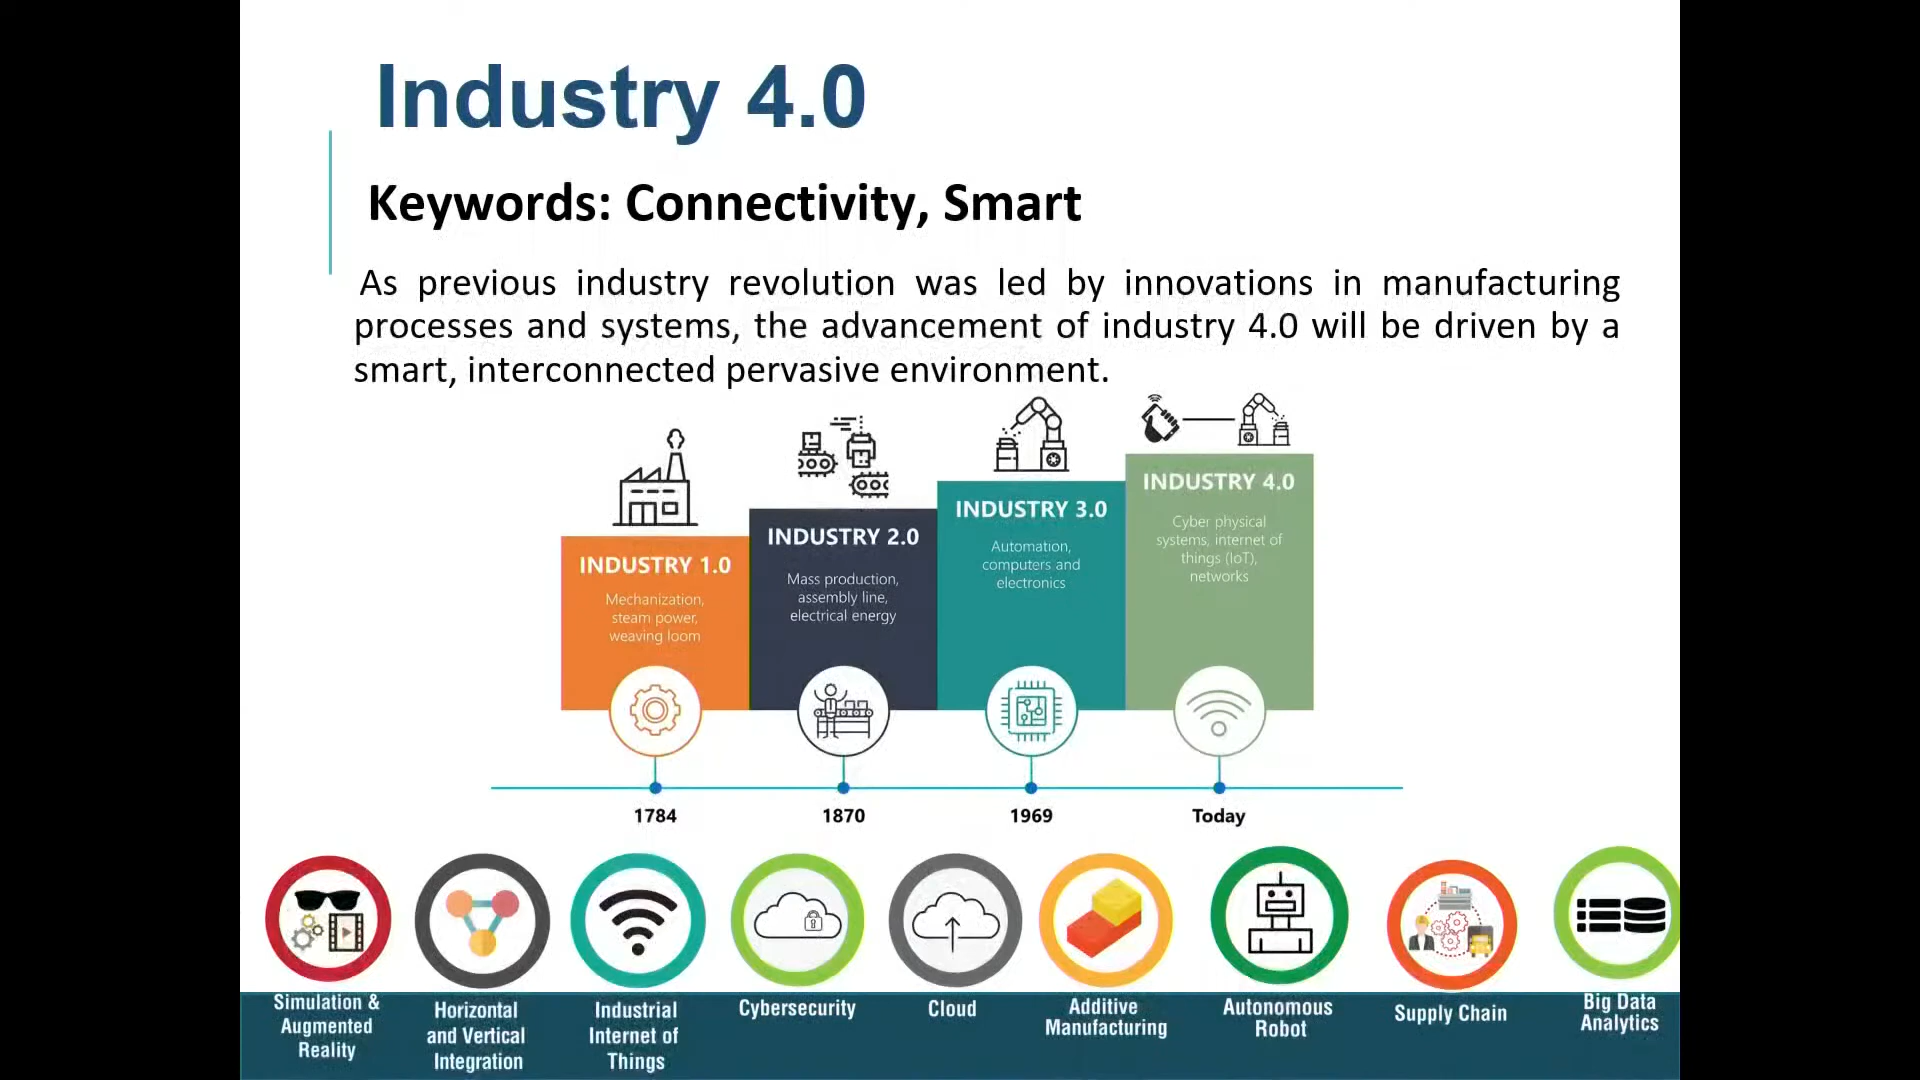 Industry 4.0
Keywords: Connectivity, Smart
As previous industry revolution was led by innovations in manufacturing
processes and systems, the advancement of industry 4.0 will be driven by a
smart, interconnected pervasive environment.
INDUSTRY 1.0
Mechanization,
steam power,
weaving loom
INDUSTRY 2.0
Mass production,
assembly line,
electrical energy
INDUSTRY 3.0
Automation,
computers and
electronics
INDUSTRY 4.0
Cyber physical
systems, internet of
things (IoT),
networks
1784
1870
1969
Today
Simulation &
Augmented
Reality
Horizontal
and Vertical
Integration
Industrial
Internet of
Things
Cybersecurity
Cloud
Additive
Manufacturing
Autonomous
Robot
Supply Chain
Big Data
Analytics